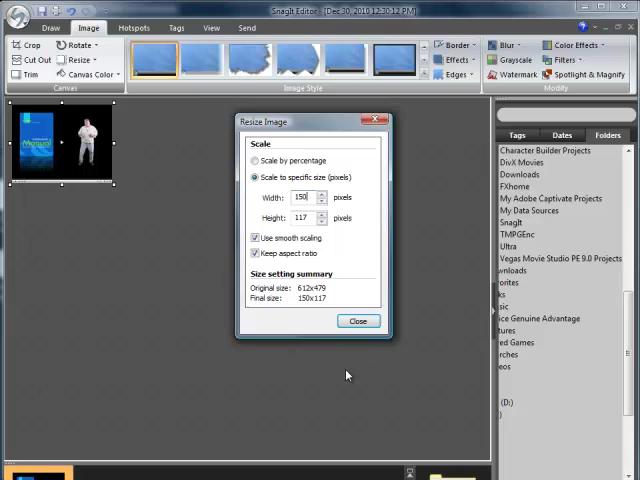 SnagIt Editor - [Dec 30, 2010 12:30:12 PM]
Draw Image Hotspots Tags View Send
Crop Rotate
Cut Out Resize
Trim Canvas Color
Canvas
Border
Effects
Edges
Image Style
Blur Color Effects
Grayscale Filters
Watermark Spotlight & Magnify
Modify
Manual
Resize Image
Scale
Scale by percentage
Scale to specific size (pixels)
Width: 150 pixels
Height: 117 pixels
Use smooth scaling
Keep aspect ratio
Size setting summary
Original size: 612x479
Final size: 150x117
Close
Tags Dates Folders
Character Builder Projects
DivX Movies
Downloads
FXhome
My Adobe Captivate Projects
My Data Sources
SnagIt
TMPGEnc
Ultra
Vegas Movie Studio PE 9.0 Projects
wnloads
orites
ks
sic
ice Genuine Advantage
tures
red Games
rches
eos
(D:)
)